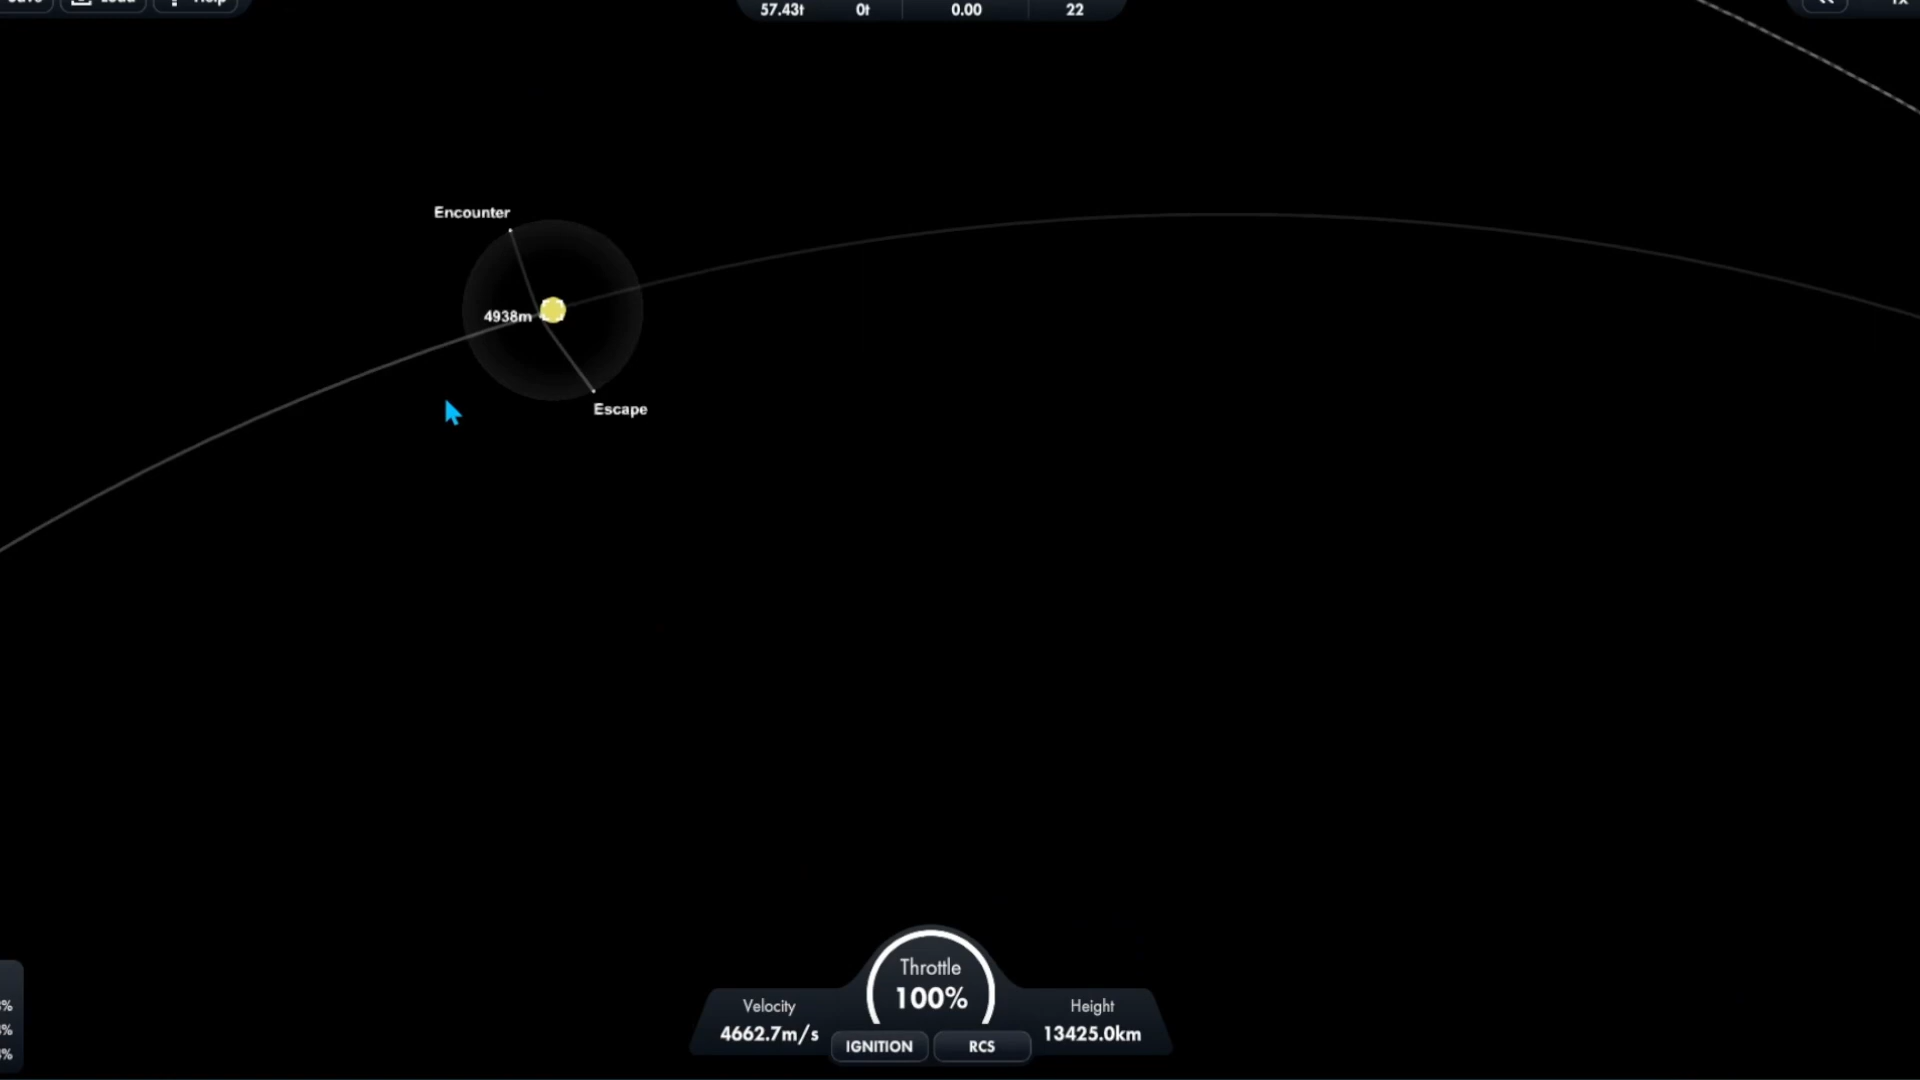 57.43t 0t 0.00 22
Encounter
4938m
Escape
Throttle
100%
Velocity
4662.7m/s
Height
13425.0km
IGNITION RCS